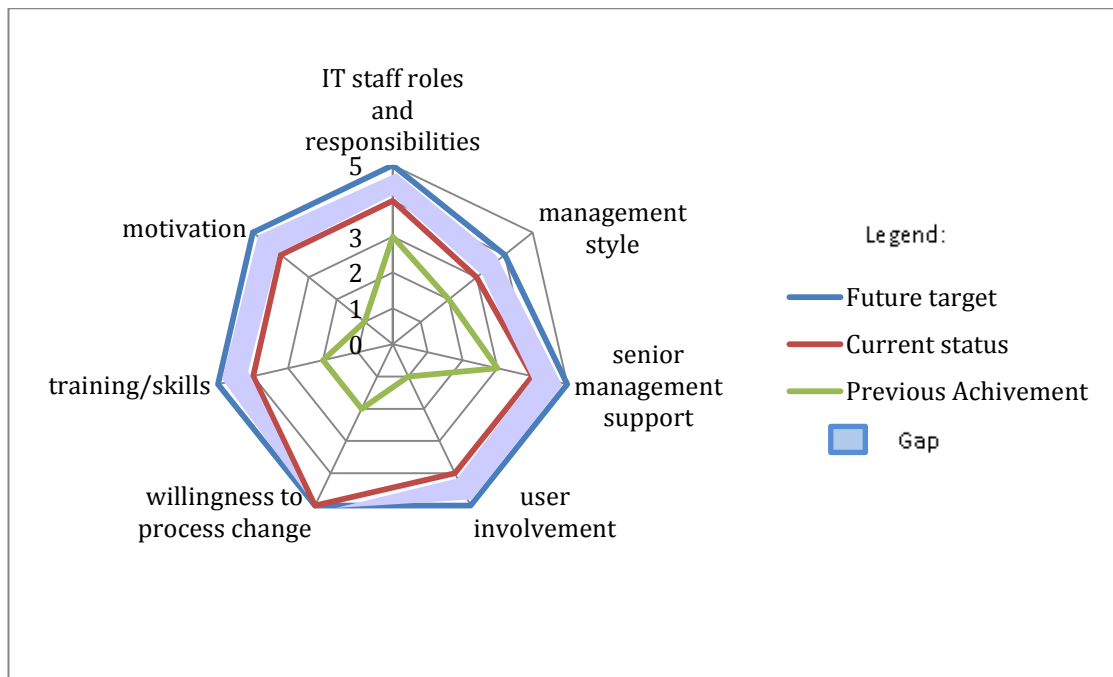 IT staff roles
and
responsibilities
5
motivation
management
style
3
2
1
0
training/skills
senior
management
support
willingness to
process change
user
involvement
Legend:
Future target
Current status
Previous Achivement
Gap